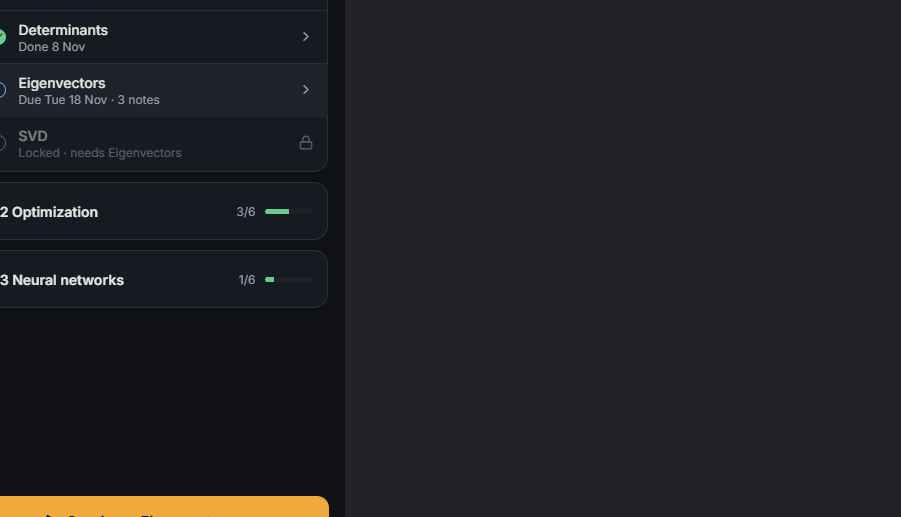 Determinants
Done 8 Nov
Eigenvectors
Due Tue 18 Nov · 3 notes
SVD
Locked · needs Eigenvectors
2 Optimization
3/6
3 Neural networks
1/6